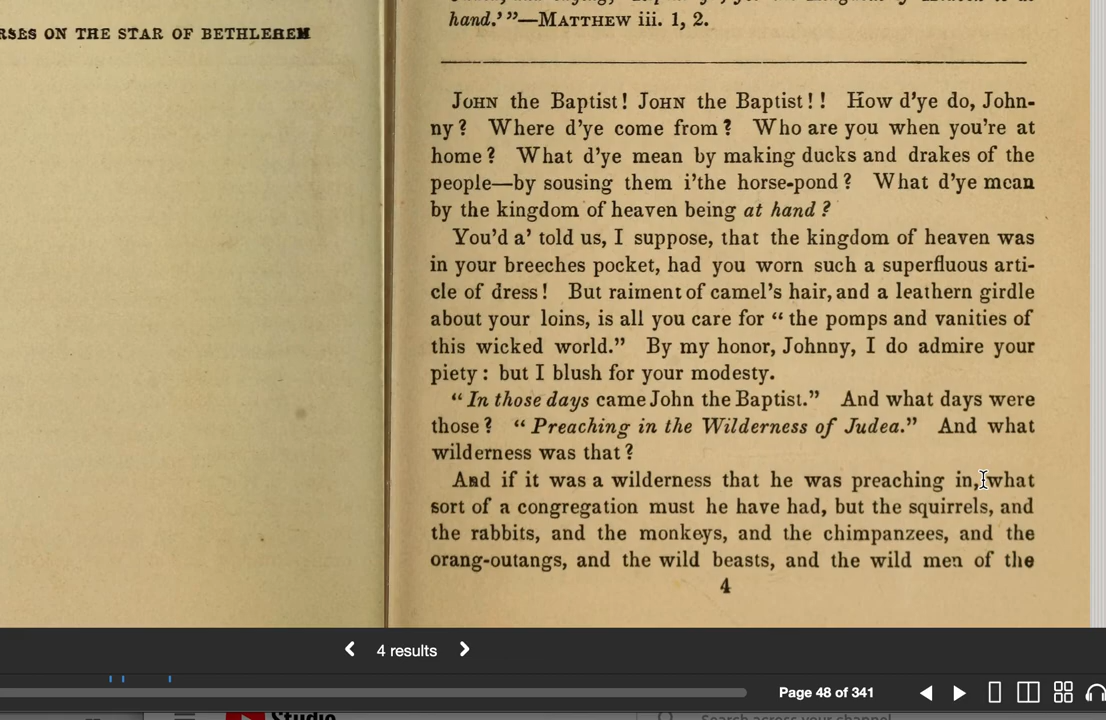 hand.' "—MATTHEW iii. 1, 2.
RSES ON THE STAR OF BETHLEHEM
JOHN the Baptist! JOHN the Baptist!! How d'ye do, John-
ny? Where d'ye come from? Who are you when you're at
home? What d'ye mean by making ducks and drakes of the
people—by sousing them i'the horse-pond? What d'ye mean
by the kingdom of heaven being at hand?
You'd a' told us, I suppose, that the kingdom of heaven was
in your breeches pocket, had you worn such a superfluous arti-
cle of dress! But raiment of camel's hair, and a leathern girdle
about your loins, is all you care for " the pomps and vanities of
this wicked world." By my honor, Johnny, I do admire your
piety: but I blush for your modesty.
" In those days came John the Baptist." And what days were
those? " Preaching in the Wilderness of Judea." And what
wilderness was that?
And if it was a wilderness that he was preaching in, what
sort of a congregation must he have had, but the squirrels, and
the rabbits, and the monkeys, and the chimpanzees, and the
orang-outangs, and the wild beasts, and the wild men of the
4
4 results
Page 48 of 341
Studio
Search across your channel